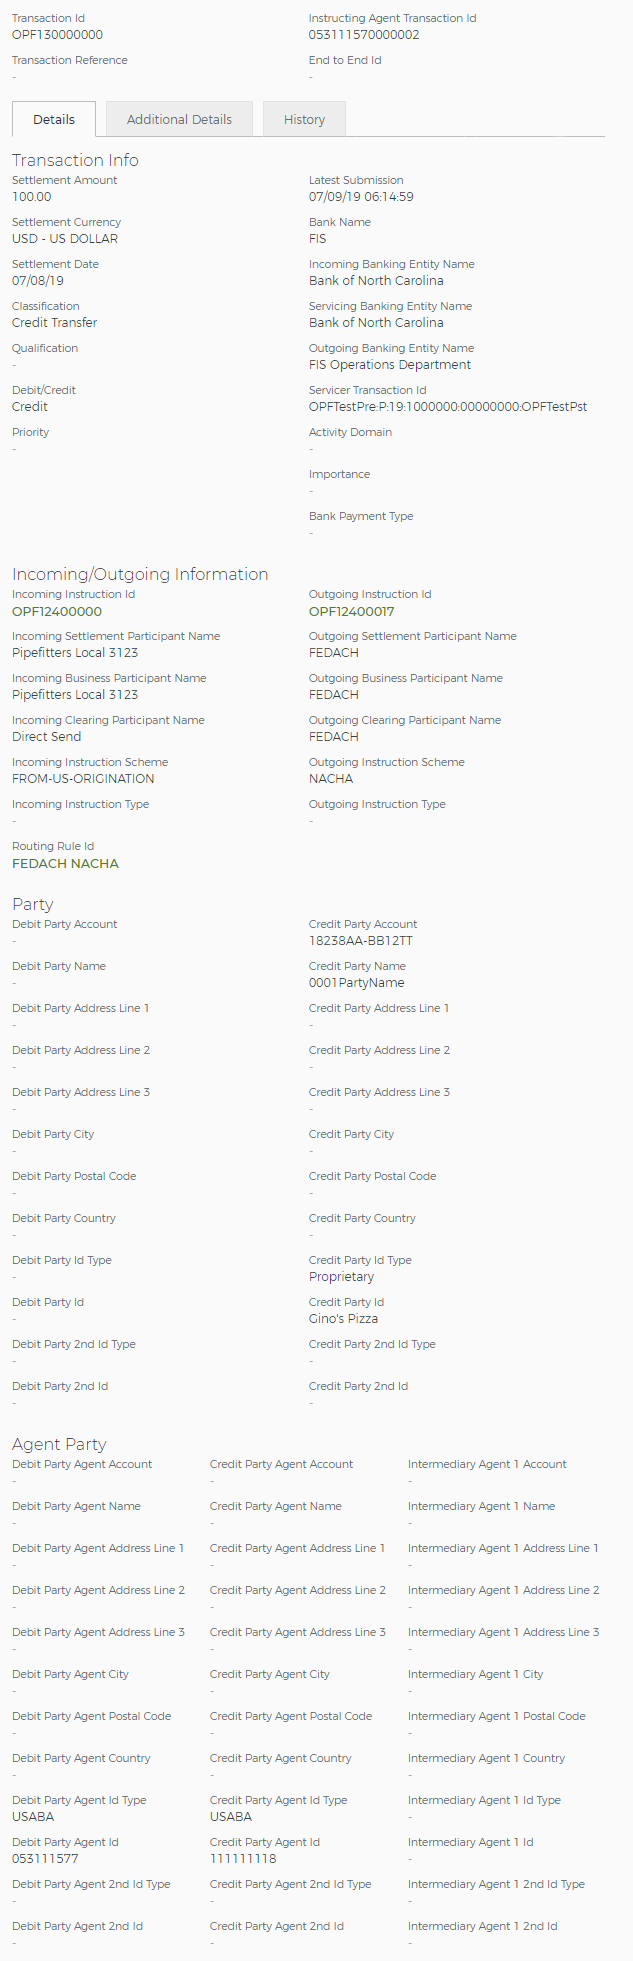 Transaction Id
Instructing Agent Transaction Id
OPF130000000
053111570000002
Transaction Reference
End to End Id
-
-
Details
Additional Details
History
Transaction Info
Settlement Amount
Latest Submission
100.00
07/09/19 06:14:59
Settlement Currency
Bank Name
USD - US DOLLAR
FIS
Settlement Date
Incoming Banking Entity Name
07/08/19
Bank of North Carolina
Classification
Servicing Banking Entity Name
Credit Transfer
Bank of North Carolina
Qualification
Outgoing Banking Entity Name
-
FIS Operations Department
Debit/Credit
Servicer Transaction Id
Credit
OPFTestPre:P:19:1000000:00000000:OPFTestPst
Priority
Activity Domain
-
-
Importance
-
Bank Payment Type
-
Incoming/Outgoing Information
Incoming Instruction Id
Outgoing Instruction Id
OPF12400000
OPF12400017
Incoming Settlement Participant Name
Outgoing Settlement Participant Name
Pipefitters Local 3123
FEDACH
Incoming Business Participant Name
Outgoing Business Participant Name
Pipefitters Local 3123
FEDACH
Incoming Clearing Participant Name
Outgoing Clearing Participant Name
Direct Send
FEDACH
Incoming Instruction Scheme
Outgoing Instruction Scheme
FROM-US-ORIGINATION
NACHA
Incoming Instruction Type
Outgoing Instruction Type
-
-
Routing Rule Id
FEDACH NACHA
Party
Debit Party Account
Credit Party Account
-
18238AA-BB12TT
Debit Party Name
Credit Party Name
-
0001PartyName
Debit Party Address Line 1
Credit Party Address Line 1
-
-
Debit Party Address Line 2
Credit Party Address Line 2
-
-
Debit Party Address Line 3
Credit Party Address Line 3
-
-
Debit Party City
Credit Party City
-
-
Debit Party Postal Code
Credit Party Postal Code
-
-
Debit Party Country
Credit Party Country
-
-
Debit Party Id Type
Credit Party Id Type
-
Proprietary
Debit Party Id
Credit Party Id
-
Gino's Pizza
Debit Party 2nd Id Type
Credit Party 2nd Id Type
-
-
Debit Party 2nd Id
Credit Party 2nd Id
-
-
Agent Party
Debit Party Agent Account
Credit Party Agent Account
Intermediary Agent 1 Account
-
-
-
Debit Party Agent Name
Credit Party Agent Name
Intermediary Agent 1 Name
-
-
-
Debit Party Agent Address Line 1
Credit Party Agent Address Line 1
Intermediary Agent 1 Address Line 1
-
-
-
Debit Party Agent Address Line 2
Credit Party Agent Address Line 2
Intermediary Agent 1 Address Line 2
-
-
-
Debit Party Agent Address Line 3
Credit Party Agent Address Line 3
Intermediary Agent 1 Address Line 3
-
-
-
Debit Party Agent City
Credit Party Agent City
Intermediary Agent 1 City
-
-
-
Debit Party Agent Postal Code
Credit Party Agent Postal Code
Intermediary Agent 1 Postal Code
-
-
-
Debit Party Agent Country
Credit Party Agent Country
Intermediary Agent 1 Country
-
-
-
Debit Party Agent Id Type
Credit Party Agent Id Type
Intermediary Agent 1 Id Type
USABA
USABA
-
Debit Party Agent Id
Credit Party Agent Id
Intermediary Agent 1 Id
053111577
111111118
-
Debit Party Agent 2nd Id Type
Credit Party Agent 2nd Id Type
Intermediary Agent 1 2nd Id Type
-
-
-
Debit Party Agent 2nd Id
Credit Party Agent 2nd Id
Intermediary Agent 1 2nd Id
-
-
-